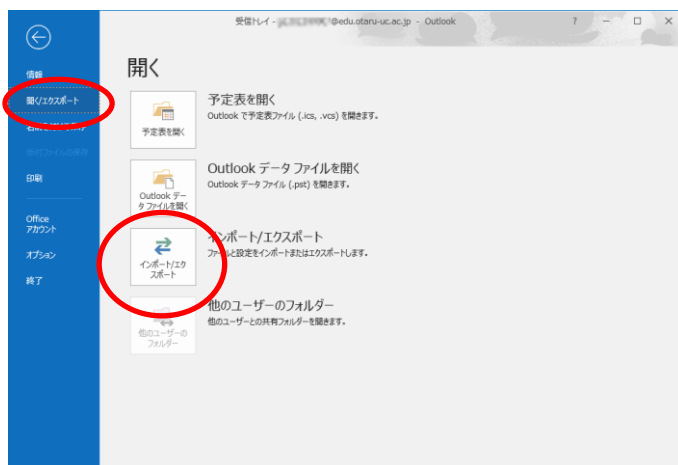 受信トレイ - @edu.otaru-uc.ac.jp - Outlook
?
情報
開く/エクスポート
印刷
Office
アカウント
オプション
終了
開く
予定表を開く
予定表を開く
Outlook で予定表ファイル (.ics, .vcs) を開きます。
Outlook デー
タ ファイルを開く
Outlook データ ファイルを開く
Outlook データ ファイル (.pst) を開きます。
インポート/エク
スポート
インポート/エクスポート
ファイルと設定をインポートまたはエクスポートします。
他のユーザーの
フォルダー
他のユーザーのフォルダー
他のユーザーとの共有フォルダーを開きます。